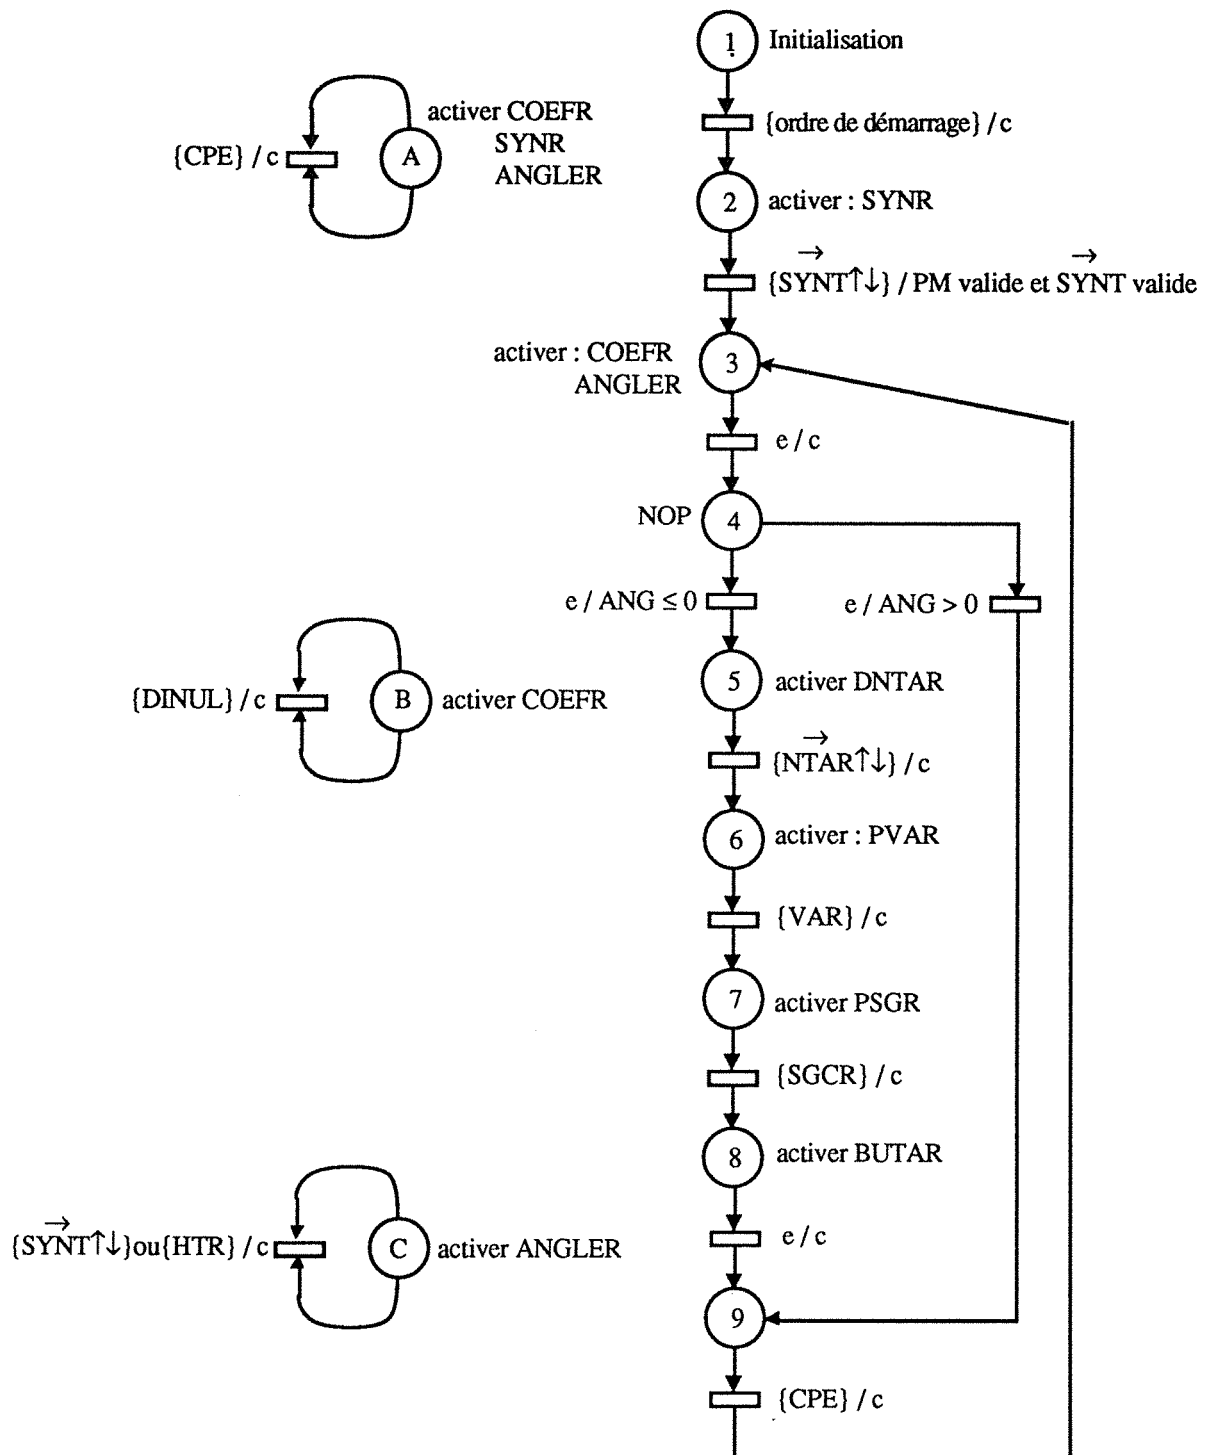 1 Initialisation
{ordre de démarrage} / c
activer COEFR
SYNR
ANGLER
{CPE} / c
A
2 activer : SYNR
{SYNT↑↓} / PM valide et SYNT valide
activer : COEFR
ANGLER
3
e / c
NOP 4
e / ANG ≤ 0
e / ANG > 0
5 activer DNTAR
{DINUL} / c
B activer COEFR
{NTAR↑↓} / c
6 activer : PVAR
{VAR} / c
7 activer PSGR
{SGCR} / c
8 activer BUTAR
{SYNT↑↓}ou{HTR} / c
C activer ANGLER
e / c
9
{CPE} / c